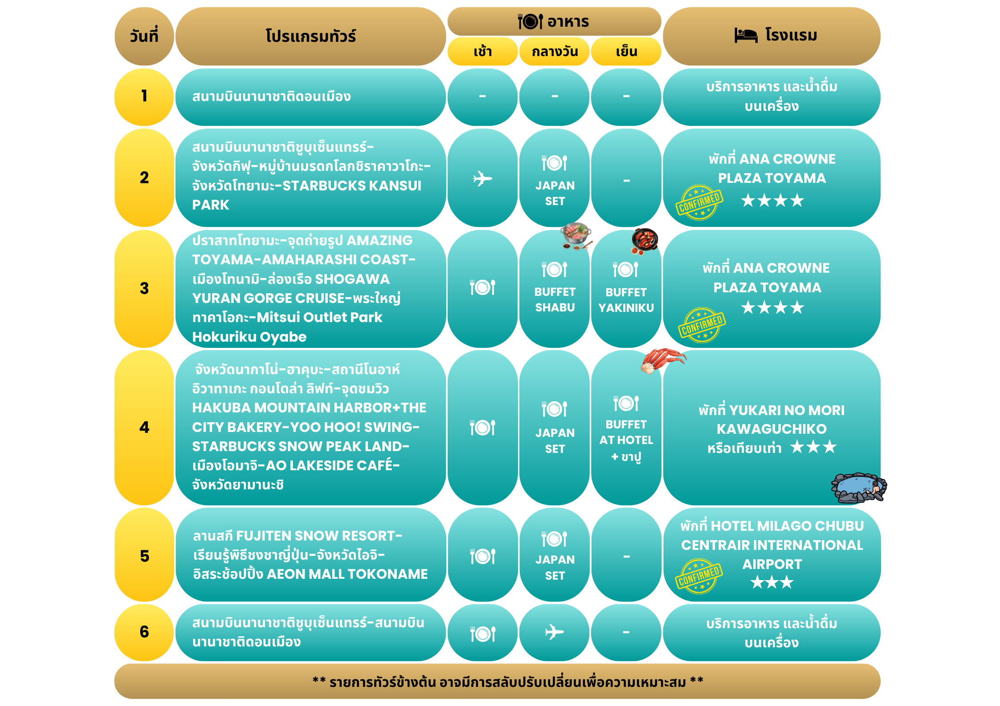 วันที่
โปรแกรมทัวร์
อาหาร
เช้า
กลางวัน
เย็น
โรงแรม
1
สนามบินนานาชาติดอนเมือง
-
-
-
บริการอาหาร และน้ำดื่ม
บนเครื่อง
2
สนามบินนานาชาติชูบุเซ็นแทรร์-
จังหวัดกิฟุ-หมู่บ้านมรดกโลกชิราคาวาโกะ-
จังหวัดโทยามะ-STARBUCKS KANSUI
PARK
JAPAN
SET
-
พักที่ ANA CROWNE
PLAZA TOYAMA
CONFIRMED
3
ปราสาทโทยามะ-จุดถ่ายรูป AMAZING
TOYAMA-AMAHARASHI COAST-
เมืองโทนามิ-ล่องเรือ SHOGAWA
YURAN GORGE CRUISE-พระใหญ่
ทาคาโอกะ-Mitsui Outlet Park
Hokuriku Oyabe
BUFFET
SHABU
BUFFET
YAKINIKU
พักที่ ANA CROWNE
PLAZA TOYAMA
CONFIRMED
4
จังหวัดนากาโน่-ฮาคุบะ-สถานีโนอาห์
อิวาทาเกะ กอนโดล่า ลิฟท์-จุดชมวิว
HAKUBA MOUNTAIN HARBOR+THE
CITY BAKERY-YOO HOO! SWING-
STARBUCKS SNOW PEAK LAND-
เมืองโอมาจิ-AO LAKESIDE CAFÉ-
จังหวัดยามานะชิ
JAPAN
SET
BUFFET
AT HOTEL
+ ขาปู
พักที่ YUKARI NO MORI
KAWAGUCHIKO
หรือเทียบเท่า
5
ลานสกี FUJITEN SNOW RESORT-
เรียนรู้พิธีชงชาญี่ปุ่น-จังหวัดไอจิ-
อิสระช้อปปิ้ง AEON MALL TOKONAME
JAPAN
SET
-
พักที่ HOTEL MILAGO CHUBU
CENTRAIR INTERNATIONAL
AIRPORT
CONFIRMED
6
สนามบินนานาชาติชูบุเซ็นแทรร์-สนามบิน
นานาชาติดอนเมือง
-
บริการอาหาร และน้ำดื่ม
บนเครื่อง
** รายการทัวร์ข้างต้น อาจมีการสลับปรับเปลี่ยนเพื่อความเหมาะสม **